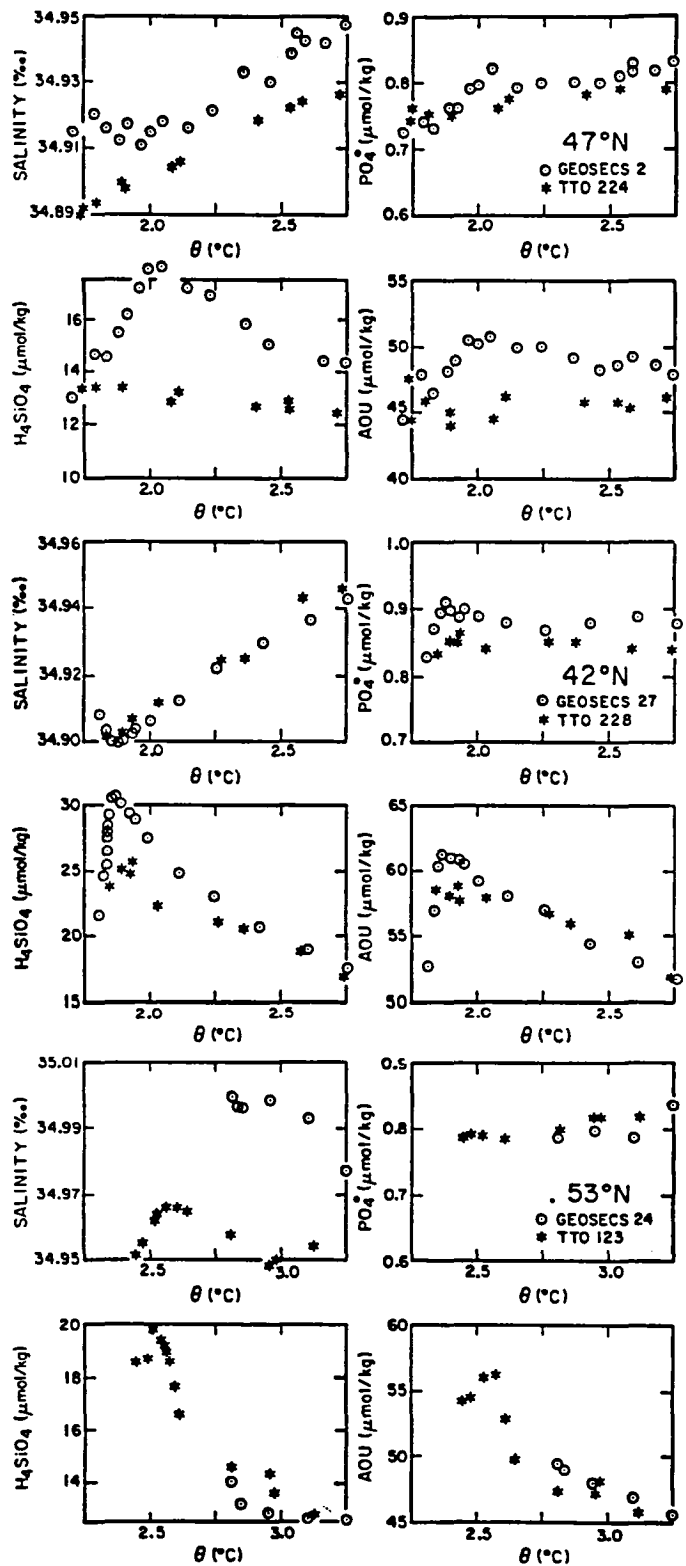 34.95
34.93
34.91
34.89
SALINITY (‰)
2.0 2.5
θ (°C)
0.9
0.8
0.7
0.6
PO₄° (μmol/kg)
47°N
GEOSECS 2
TTO 224
2.0 2.5
θ (°C)
16
14
12
10
H₄SiO₄ (μmol/kg)
2.0 2.5
θ (°C)
55
50
45
40
AOU (μmol/kg)
2.0 2.5
θ (°C)
34.96
34.94
34.92
34.90
SALINITY (‰)
2.0 2.5
θ (°C)
1.0
0.9
0.8
0.7
PO₄° (μmol/kg)
42°N
GEOSECS 27
TTO 228
2.0 2.5
θ (°C)
30
25
20
15
H₄SiO₄ (μmol/kg)
2.0 2.5
θ (°C)
65
60
55
50
AOU (μmol/kg)
2.0 2.5
θ (°C)
35.01
34.99
34.97
34.95
SALINITY (‰)
2.5 3.0
θ (°C)
0.9
0.8
0.7
0.6
PO₄° (μmol/kg)
53°N
GEOSECS 24
TTO 123
2.5 3.0
θ (°C)
20
18
16
14
H₄SiO₄ (μmol/kg)
2.5 3.0
θ (°C)
60
55
50
45
AOU (μmol/kg)
2.5 3.0
θ (°C)